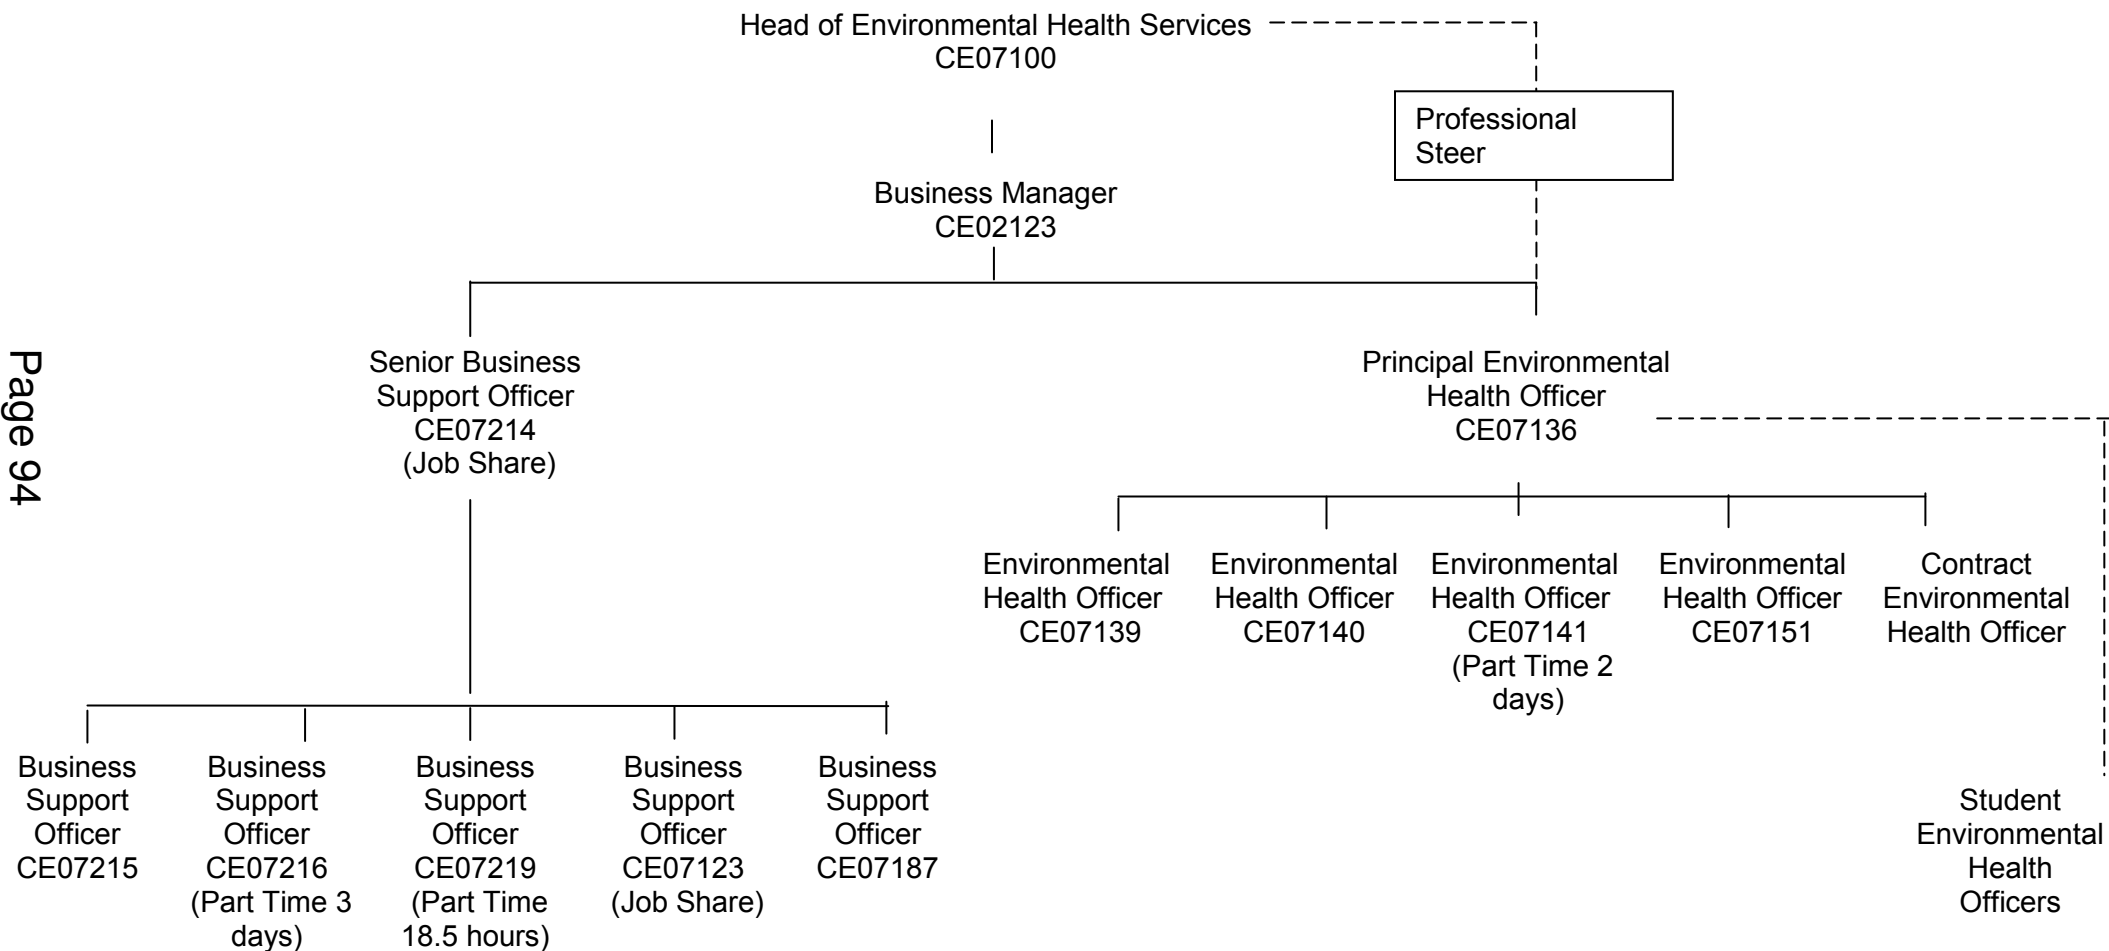 Head of Environmental Health Services
CE07100
Professional
Steer
Business Manager
CE02123
Senior Business
Support Officer
CE07214
(Job Share)
Principal Environmental
Health Officer
CE07136
Page 94
Environmental
Health Officer
CE07139
Environmental
Health Officer
CE07140
Environmental
Health Officer
CE07141
(Part Time 2
days)
Environmental
Health Officer
CE07151
Contract
Environmental
Health Officer
Business
Support
Officer
CE07215
Business
Support
Officer
CE07216
(Part Time 3
days)
Business
Support
Officer
CE07219
(Part Time
18.5 hours)
Business
Support
Officer
CE07123
(Job Share)
Business
Support
Officer
CE07187
Student
Environmental
Health
Officers